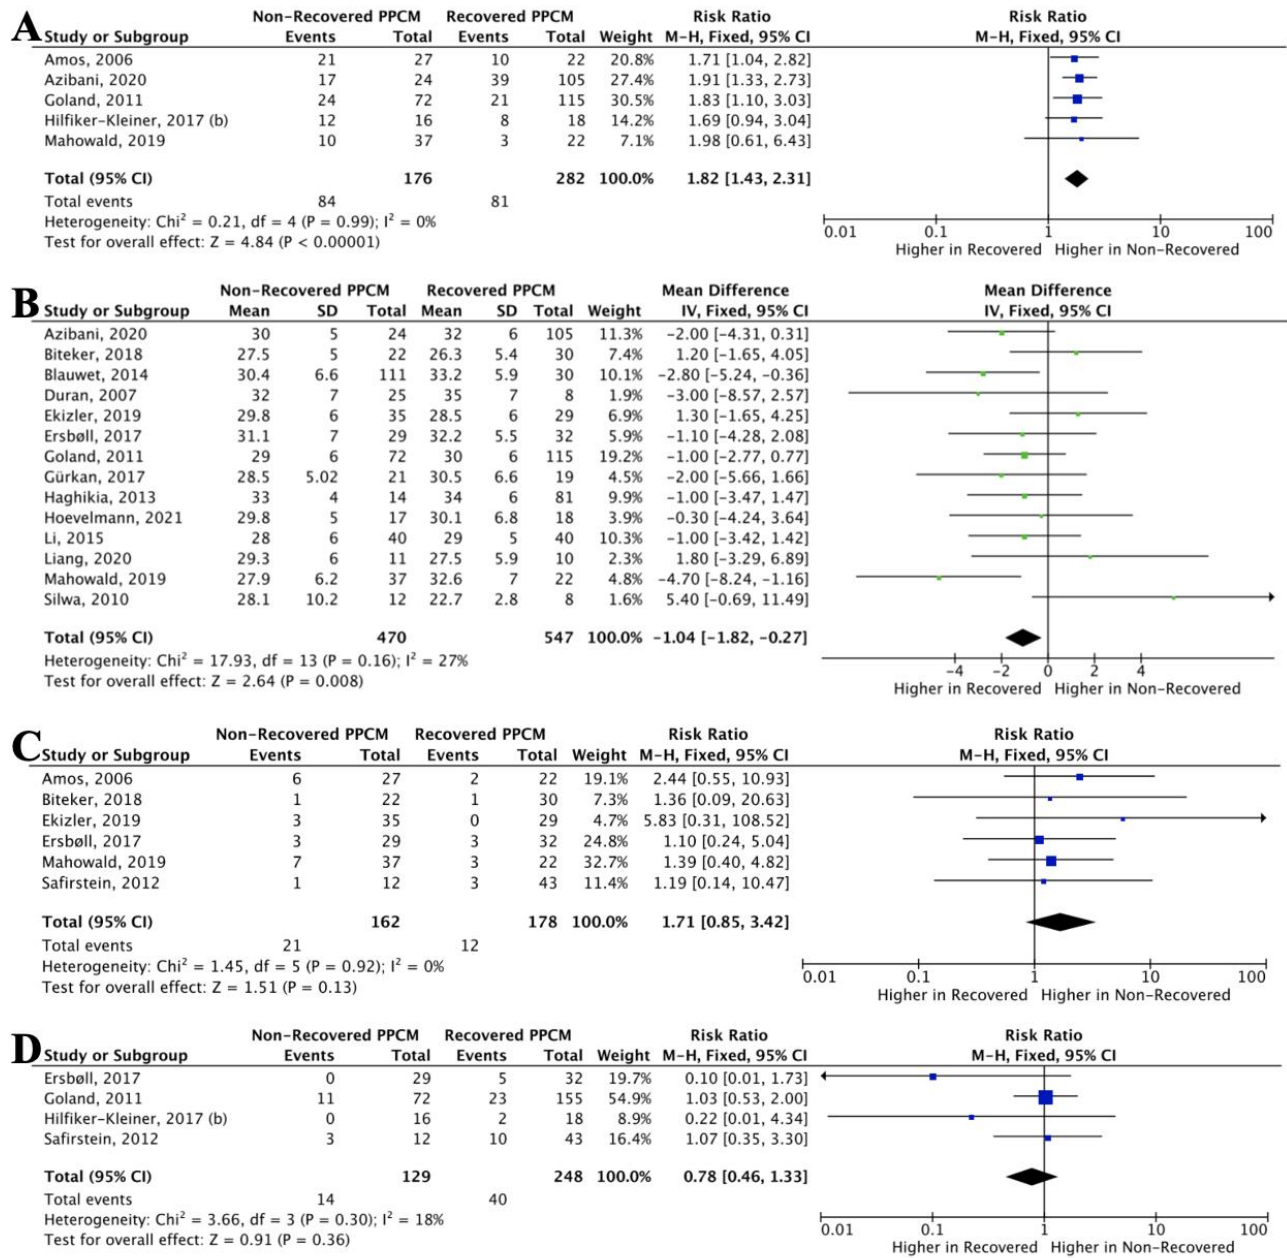 A
Non-Recovered PPCM Recovered PPCM Risk Ratio Risk Ratio
Study or Subgroup Events Total Events Total Weight M-H, Fixed, 95% CI M-H, Fixed, 95% CI
Amos, 2006 21 27 10 22 20.8% 1.71 [1.04, 2.82]
Azibani, 2020 17 24 39 105 27.4% 1.91 [1.33, 2.73]
Goland, 2011 24 72 21 115 30.5% 1.83 [1.10, 3.03]
Hilfiker-Kleiner, 2017 (b) 12 16 8 18 14.2% 1.69 [0.94, 3.04]
Mahowald, 2019 10 37 3 22 7.1% 1.98 [0.61, 6.43]
Total (95% CI) 176 282 100.0% 1.82 [1.43, 2.31]
Total events 84 81
Heterogeneity: Chi² = 0.21, df = 4 (P = 0.99); I² = 0%
Test for overall effect: Z = 4.84 (P < 0.00001)
0.01 0.1 1 10 100
Higher in Recovered Higher in Non-Recovered
B
Non-Recovered PPCM Recovered PPCM Mean Difference Mean Difference
Study or Subgroup Mean SD Total Mean SD Total Weight IV, Fixed, 95% CI IV, Fixed, 95% CI
Azibani, 2020 30 5 24 32 6 105 11.3% -2.00 [-4.31, 0.31]
Biteker, 2018 27.5 5 22 26.3 5.4 30 7.4% 1.20 [-1.65, 4.05]
Blauwet, 2014 30.4 6.6 111 33.2 5.9 30 10.1% -2.80 [-5.24, -0.36]
Duran, 2007 32 7 25 35 7 8 1.9% -3.00 [-8.57, 2.57]
Ekizler, 2019 29.8 6 35 28.5 6 29 6.9% 1.30 [-1.65, 4.25]
Ersbøll, 2017 31.1 7 29 32.2 5.5 32 5.9% -1.10 [-4.28, 2.08]
Goland, 2011 29 6 72 30 6 115 19.2% -1.00 [-2.77, 0.77]
Gürkan, 2017 28.5 5.02 21 30.5 6.6 19 4.5% -2.00 [-5.66, 1.66]
Haghikia, 2013 33 4 14 34 6 81 9.9% -1.00 [-3.47, 1.47]
Hoevelmann, 2021 29.8 5 17 30.1 6.8 18 3.9% -0.30 [-4.24, 3.64]
Li, 2015 28 6 40 29 5 40 10.3% -1.00 [-3.42, 1.42]
Liang, 2020 29.3 6 11 27.5 5.9 10 2.3% 1.80 [-3.29, 6.89]
Mahowald, 2019 27.9 6.2 37 32.6 7 22 4.8% -4.70 [-8.24, -1.16]
Silwa, 2010 28.1 10.2 12 22.7 2.8 8 1.6% 5.40 [-0.69, 11.49]
Total (95% CI) 470 547 100.0% -1.04 [-1.82, -0.27]
Heterogeneity: Chi² = 17.93, df = 13 (P = 0.16); I² = 27%
Test for overall effect: Z = 2.64 (P = 0.008)
-4 -2 0 2 4
Higher in Recovered Higher in Non-Recovered
C
Non-Recovered PPCM Recovered PPCM Risk Ratio Risk Ratio
Study or Subgroup Events Total Events Total Weight M-H, Fixed, 95% CI M-H, Fixed, 95% CI
Amos, 2006 6 27 2 22 19.1% 2.44 [0.55, 10.93]
Biteker, 2018 1 22 1 30 7.3% 1.36 [0.09, 20.63]
Ekizler, 2019 3 35 0 29 4.7% 5.83 [0.31, 108.52]
Ersbøll, 2017 3 29 3 32 24.8% 1.10 [0.24, 5.04]
Mahowald, 2019 7 37 3 22 32.7% 1.39 [0.40, 4.82]
Safirstein, 2012 1 12 3 43 11.4% 1.19 [0.14, 10.47]
Total (95% CI) 162 178 100.0% 1.71 [0.85, 3.42]
Total events 21 12
Heterogeneity: Chi² = 1.45, df = 5 (P = 0.92); I² = 0%
Test for overall effect: Z = 1.51 (P = 0.13)
0.01 0.1 1 10 100
Higher in Recovered Higher in Non-Recovered
D
Non-Recovered PPCM Recovered PPCM Risk Ratio Risk Ratio
Study or Subgroup Events Total Events Total Weight M-H, Fixed, 95% CI M-H, Fixed, 95% CI
Ersbøll, 2017 0 29 5 32 19.7% 0.10 [0.01, 1.73]
Goland, 2011 11 72 23 155 54.9% 1.03 [0.53, 2.00]
Hilfiker-Kleiner, 2017 (b) 0 16 2 18 8.9% 0.22 [0.01, 4.34]
Safirstein, 2012 3 12 10 43 16.4% 1.07 [0.35, 3.30]
Total (95% CI) 129 248 100.0% 0.78 [0.46, 1.33]
Total events 14 40
Heterogeneity: Chi² = 3.66, df = 3 (P = 0.30); I² = 18%
Test for overall effect: Z = 0.91 (P = 0.36)
0.01 0.1 1 10 100
Higher in Recovered Higher in Non-Recovered